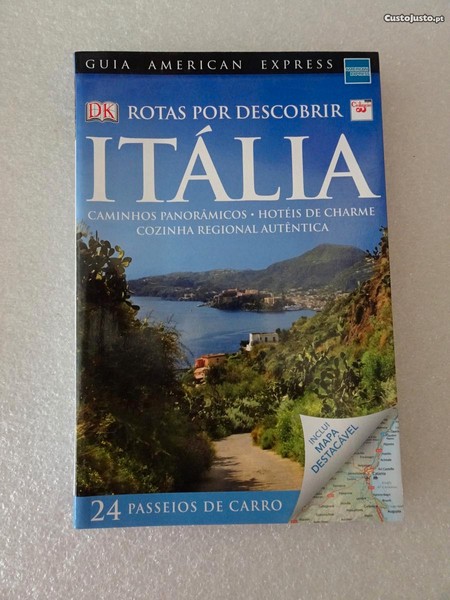 CustoJusto.pt
GUIA AMERICAN EXPRESS
DK
ROTAS POR DESCOBRIR
ITÁLIA
CAMINHOS PANORÂMICOS • HOTÉIS DE CHARME
COZINHA REGIONAL AUTÊNTICA
INCLUI
MAPA
DESTACÁVEL
24 PASSEIOS DE CARRO